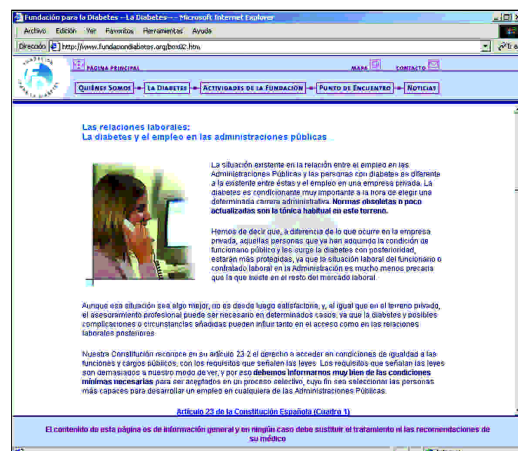 Fundación para la Diabetes -- La Diabetes -- - Microsoft Internet Explorer
Archivo Edición Ver Favoritos Herramientas Ayuda
Dirección http://www.fundaciondiabetes.org/box02.htm
PÁGINA PRINCIPAL MAPA CONTACTO
QUIÉNES SOMOS LA DIABETES ACTIVIDADES DE LA FUNDACIÓN PUNTO DE ENCUENTRO NOTICIAS
Las relaciones laborales:
La diabetes y el empleo en las administraciones públicas
La situación existente en la relación entre el empleo en las
Administraciones Públicas y las personas con diabetes es diferente
a la existente entre éstas y el empleo en una empresa privada. La
diabetes es condicionante muy importante a la hora de elegir una
determinada carrera administrativa. Normas obsoletas o poco
actualizadas son la tónica habitual en este terreno.
Hemos de decir que, a diferencia de lo que ocurre en la empresa
privada, aquellas personas que ya han adquirido la condición de
funcionario público y les surge la diabetes con posterioridad,
estarán más protegidas, ya que la situación laboral del funcionario o
contratado laboral en la Administración es mucho menos precaria
que la que existe en el resto del mercado laboral.
Aunque esa situación sea algo mejor, no es desde luego satisfactoria, y, al igual que en el terreno privado,
el asesoramiento profesional puede ser necesario en determinados casos, ya que la diabetes y posibles
complicaciones o circunstancias añadidas pueden influir tanto en el acceso como en las relaciones
laborales posteriores.
Nuestra Constitución reconoce en su artículo 23-2 el derecho a acceder en condiciones de igualdad a las
funciones y cargos públicos, con los requisitos que señalen las leyes. Los requisitos que señalan las leyes
son demasiados a nuestro modo de ver, y por eso debemos informarnos muy bien de las condiciones
mínimas necesarias para ser aceptados en un proceso selectivo, cuyo fin sea seleccionar las personas
más capaces para desarrollar un empleo en cualquiera de las Administraciones Públicas.
Artículo 23 de la Constitución Española (Cuadro 1)
El contenido de esta página es de información general y en ningún caso debe sustituir el tratamiento ni las recomendaciones de
su médico